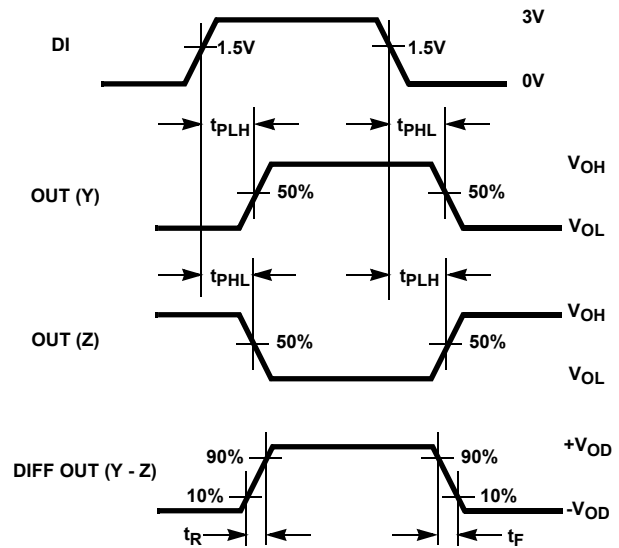 3V
DI
1.5V
1.5V
0V
tPLH
tPHL
VOH
OUT (Y)
50%
50%
VOL
tPHL
tPLH
VOH
OUT (Z)
50%
50%
VOL
+VOD
DIFF OUT (Y - Z)
90%
90%
10%
10%
-VOD
tR
tF